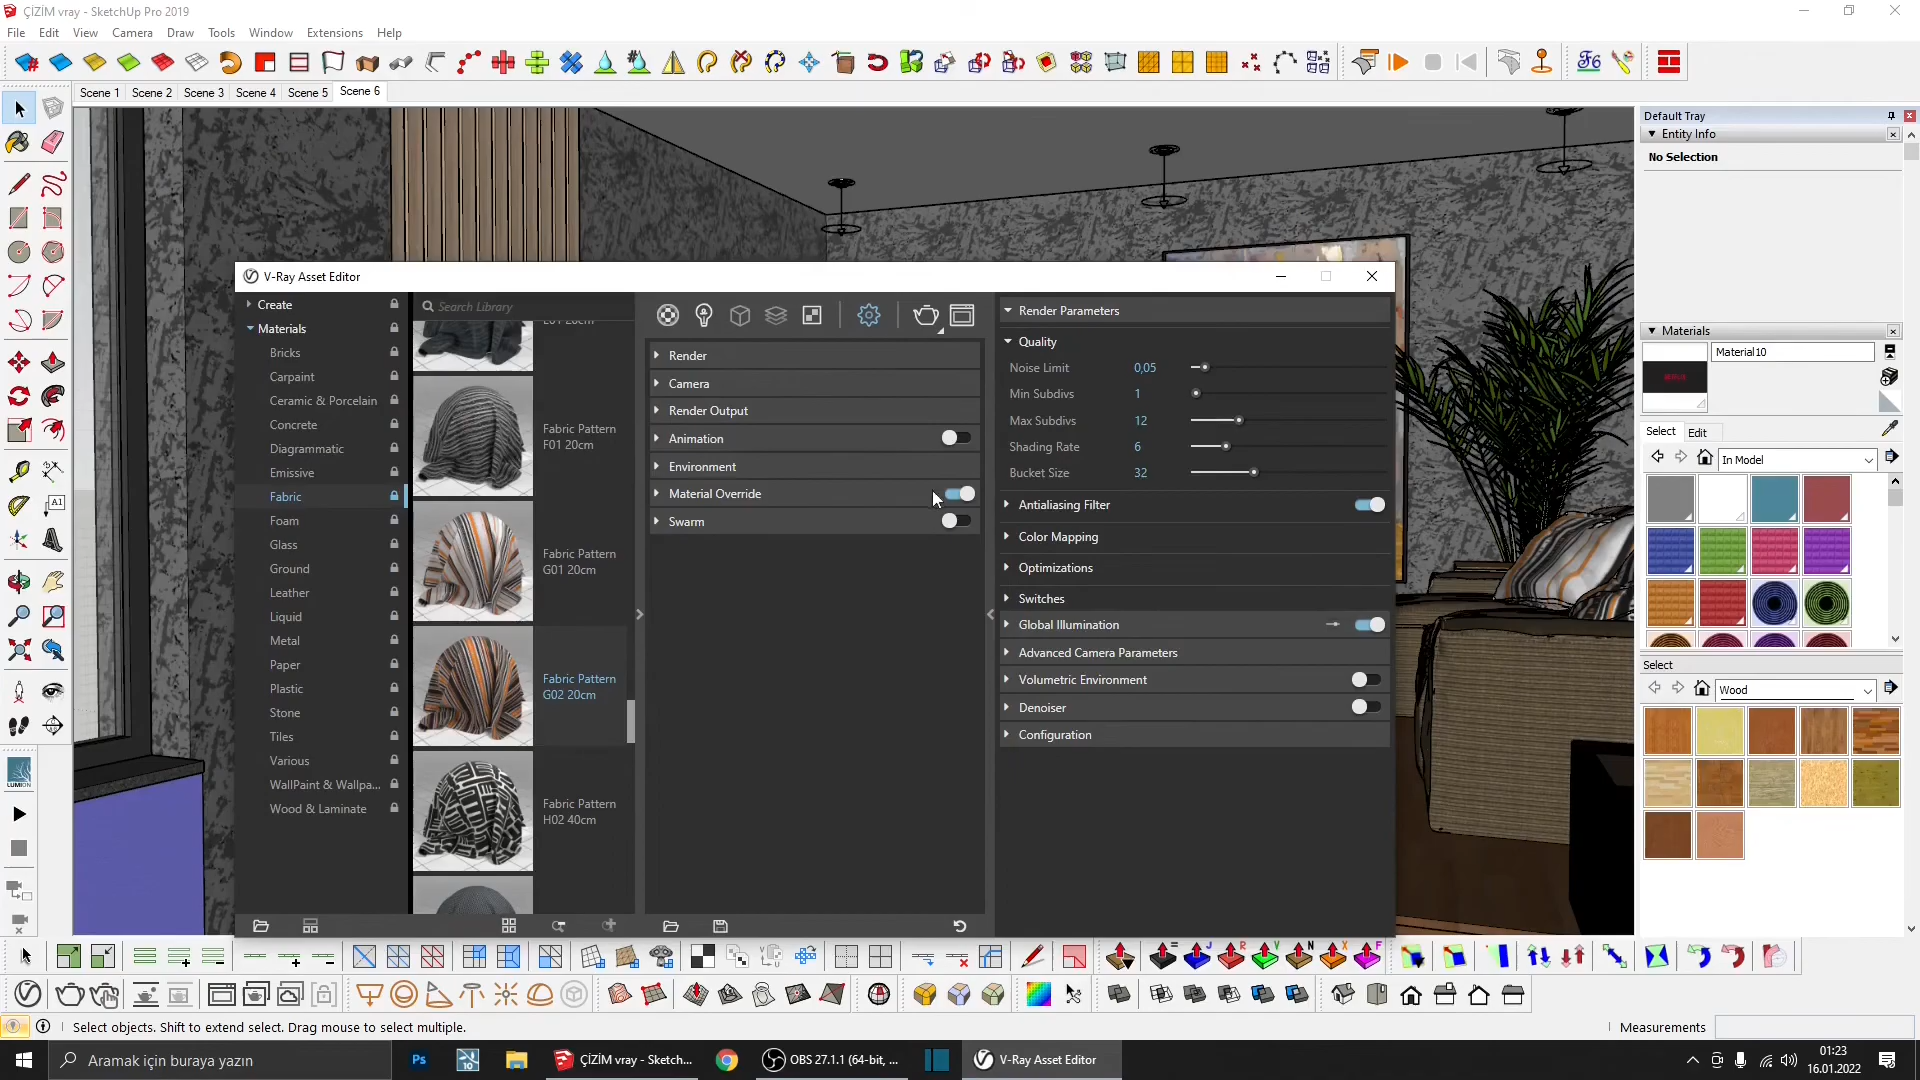 ÇİZİM vray - SketchUp Pro 2019
File Edit View Camera Draw Tools Window Extensions Help
Scene 1 Scene 2 Scene 3 Scene 4 Scene 5 Scene 6
Default Tray
Entity Info
No Selection
V-Ray Asset Editor
Create
Materials
Bricks
Carpaint
Ceramic & Porcelain
Concrete
Diagrammatic
Emissive
Fabric
Foam
Glass
Ground
Leather
Liquid
Metal
Paper
Plastic
Stone
Tiles
Various
WallPaint & Wallpa...
Wood & Laminate
Search Library
Fabric Pattern
F01 20cm
Fabric Pattern
G01 20cm
Fabric Pattern
G02 20cm
Fabric Pattern
H02 40cm
Render
Camera
Render Output
Animation
Environment
Material Override
Swarm
Render Parameters
Quality
Noise Limit 0,05
Min Subdivs 1
Max Subdivs 12
Shading Rate 6
Bucket Size 32
Antialiasing Filter
Color Mapping
Optimizations
Switches
Global Illumination
Advanced Camera Parameters
Volumetric Environment
Denoiser
Configuration
Materials
Material10
Select Edit
In Model
Select
Wood
LUMION
Select objects. Shift to extend select. Drag mouse to select multiple.
Measurements
Aramak için buraya yazın
Ps
10
ÇİZİM vray - Sketch...
OBS 27.1.1 (64-bit, ...
V-Ray Asset Editor
01:23
16.01.2022